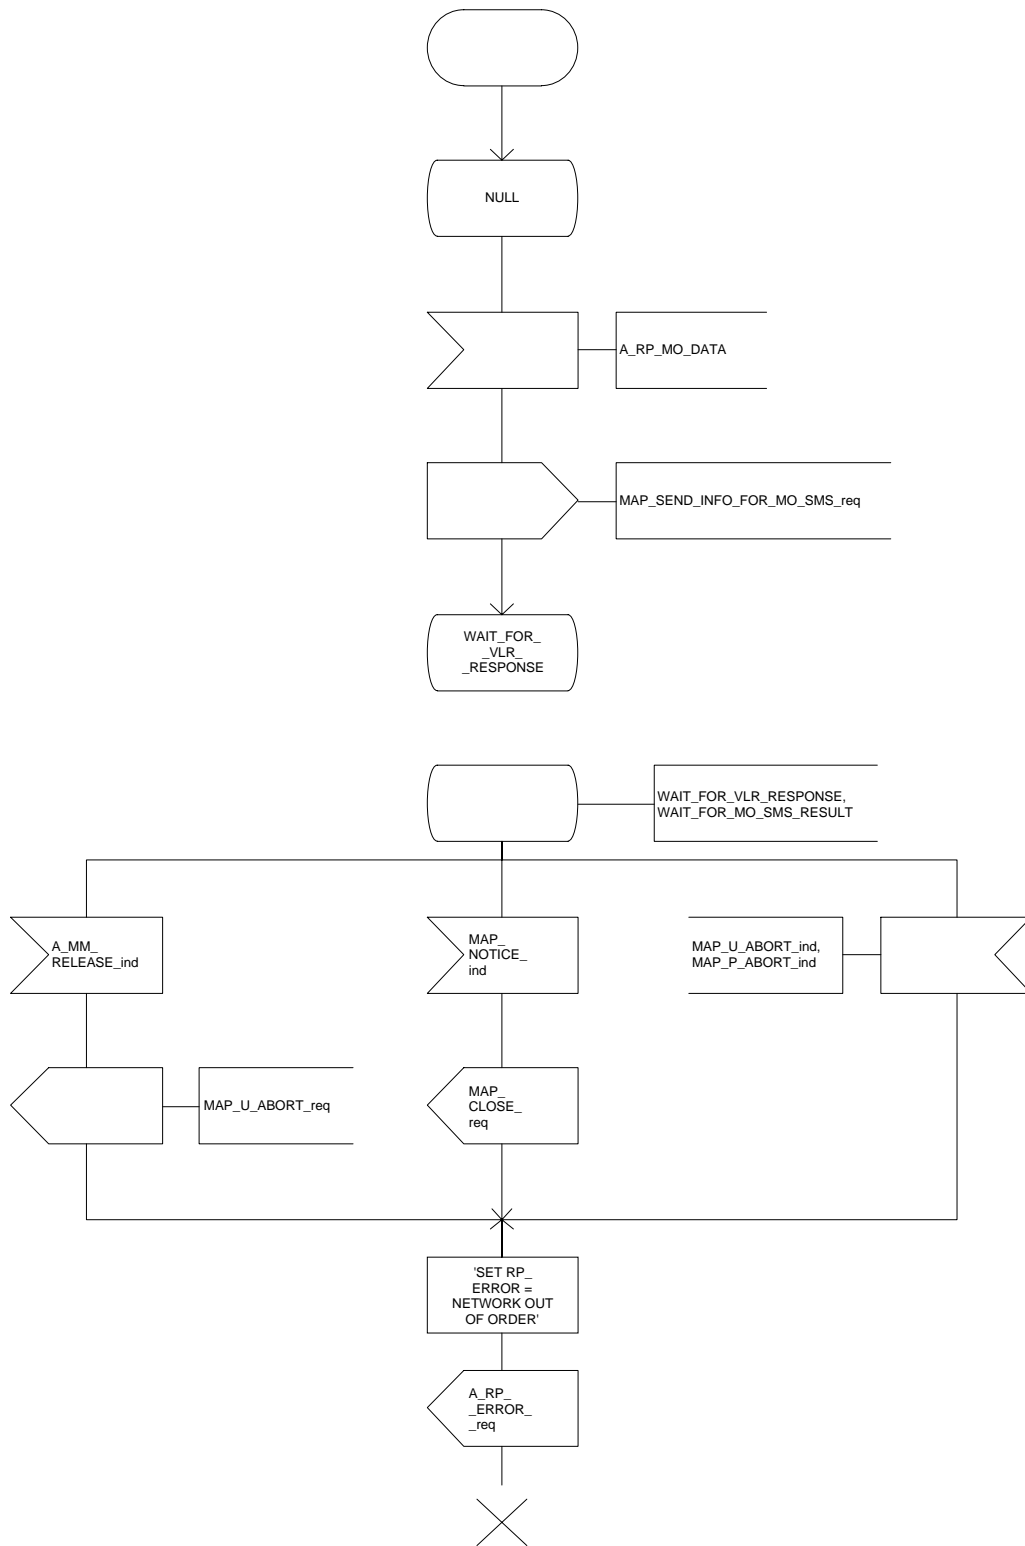 NULL
A_RP_MO_DATA
MAP_SEND_INFO_FOR_MO_SMS_req
WAIT_FOR_
_VLR_
_RESPONSE
WAIT_FOR_VLR_RESPONSE,
WAIT_FOR_MO_SMS_RESULT
A_MM_
RELEASE_ind
MAP_
NOTICE_
ind
MAP_U_ABORT_ind,
MAP_P_ABORT_ind
MAP_U_ABORT_req
MAP_
CLOSE_
req
'SET RP_
ERROR =
NETWORK OUT
OF ORDER'
A_RP_
_ERROR_
_req